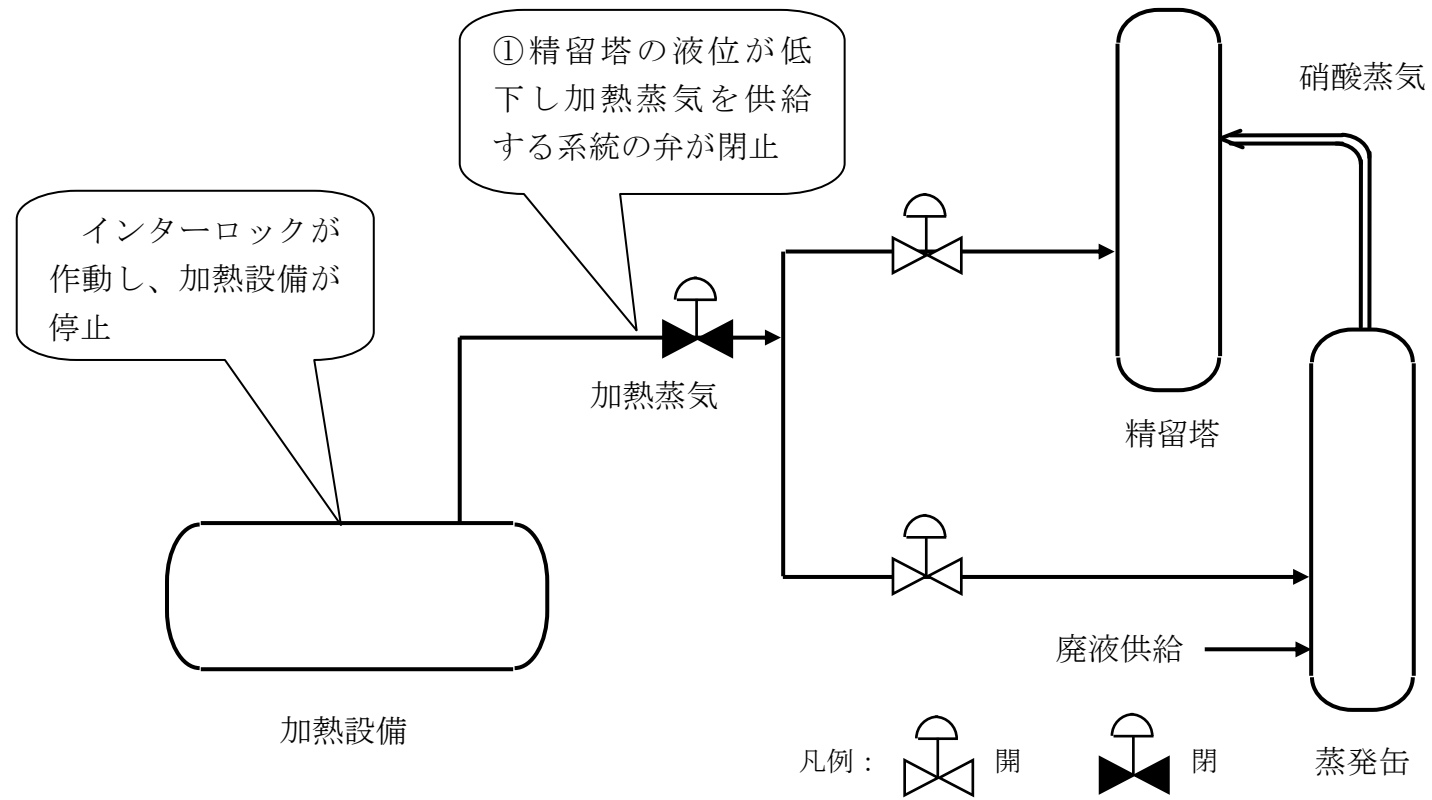 ①精留塔の液位が低
下し加熱蒸気を供給
する系統の弁が閉止
硝酸蒸気
インターロックが
作動し、加熱設備が
停止
加熱蒸気
精留塔
廃液供給
加熱設備
凡例：
開
閉
蒸発缶